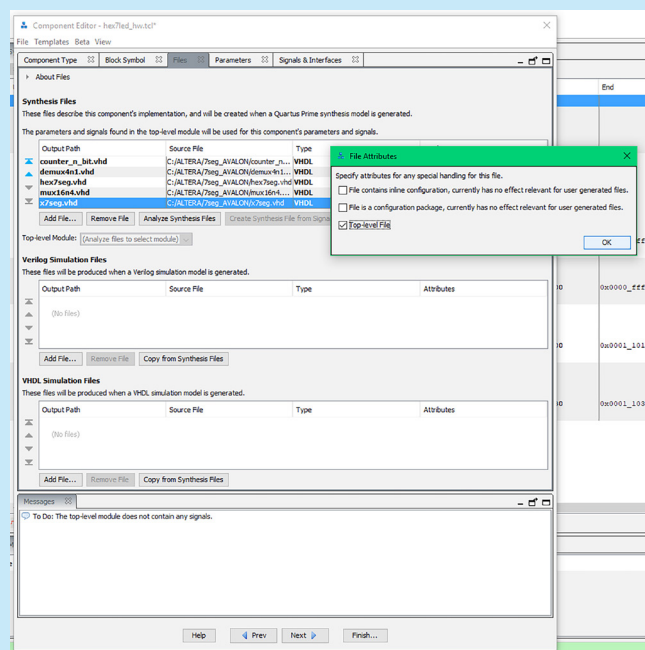 Component Editor - hex7led_hw.tcl*
File Templates Beta View
Component Type Block Symbol Files Parameters Signals & Interfaces
About Files
End
Synthesis Files
These files describe this component's implementation, and will be created when a Quartus Prime synthesis model is generated.
The parameters and signals found in the top-level module will be used for this component's parameters and signals.
Output Path Source File Type
counter_n_bit.vhd C:/ALTERA/7seg_AVALON/counter_n... VHDL
demux4n1.vhd C:/ALTERA/7seg_AVALON/demux4n1... VHDL
hex7seg.vhd C:/ALTERA/7seg_AVALON/hex7seg.vhd VHDL
mux16n4.vhd C:/ALTERA/7seg_AVALON/mux16n4.... VHDL
x7seg.vhd C:/ALTERA/7seg_AVALON/x7seg.vhd VHDL
Add File... Remove File Analyze Synthesis Files Create Synthesis File from Signa
Top-level Module: (Analyze files to select module)
File Attributes
Specify attributes for any special handling for this file.
File contains inline configuration, currently has no effect relevant for user generated files.
File is a configuration package, currently has no effect relevant for user generated files.
Top-level File
OK
Verilog Simulation Files
These files will be produced when a Verilog simulation model is generated.
Output Path Source File Type Attributes
(No files)
Add File... Remove File Copy from Synthesis Files
0x0000_fff
0x0001_101
0x0001_103
VHDL Simulation Files
These files will be produced when a VHDL simulation model is generated.
Output Path Source File Type Attributes
(No files)
Add File... Remove File Copy from Synthesis Files
Messages
To Do: The top-level module does not contain any signals.
Help Prev Next Finish...